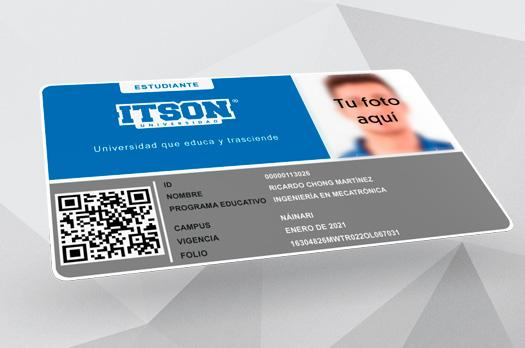 ESTUDIANTE
ITSON®
UNIVERSIDAD
Universidad que educa y trasciende
Tu foto
aquí
ID 00000113026
NOMBRE RICARDO CHONG MARTÍNEZ
PROGRAMA EDUCATIVO INGENIERÍA EN MECATRÓNICA
CAMPUS NÁINARI
VIGENCIA ENERO DE 2021
FOLIO 16304826MWTR022OL067031